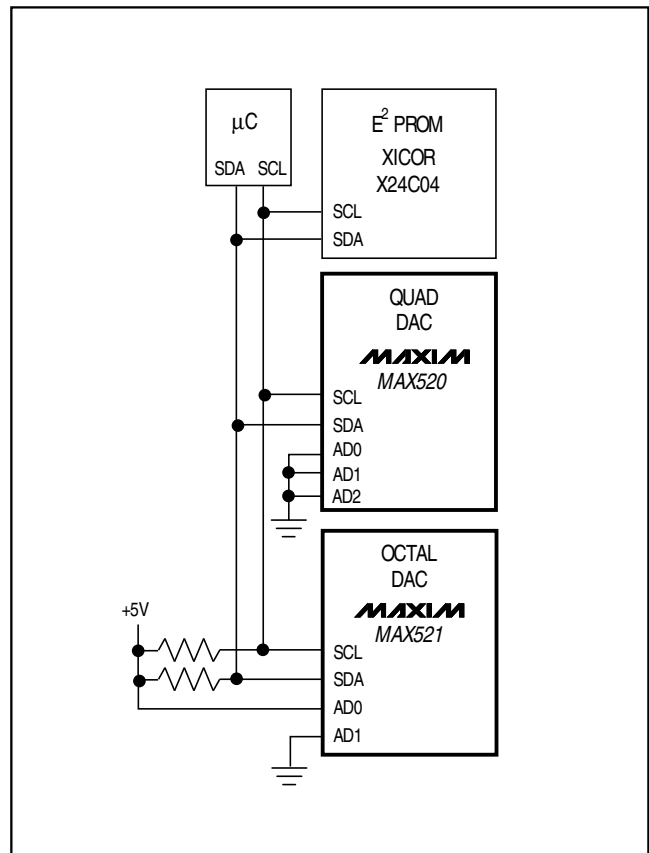 μC
SDA SCL
E² PROM
XICOR
X24C04
SCL
SDA
QUAD
DAC
MAXIM
MAX520
SCL
SDA
AD0
AD1
AD2
OCTAL
DAC
MAXIM
MAX521
+5V
SCL
SDA
AD0
AD1